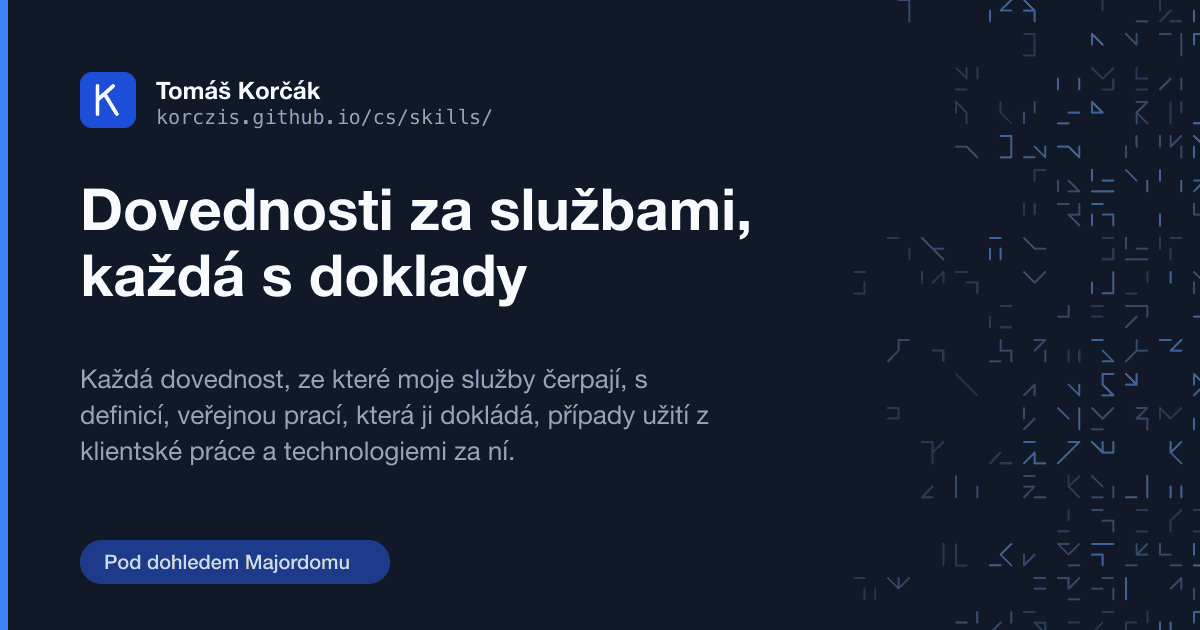 Tomáš Korčák
korczis.github.io/cs/skills/
Dovednosti za službami,
každá s doklady
Každá dovednost, ze které moje služby čerpají, s
definicí, veřejnou prací, která ji dokládá, případy užití z
klientské práce a technologiemi za ní.
Pod dohledem Majordomu